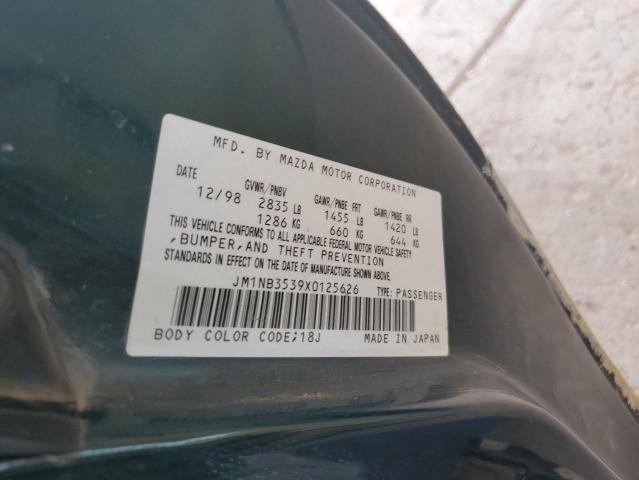 MFD. BY MAZDA MOTOR CORPORATION
DATE GVWR/PNBV GAWR/PNBE FRT GAWR/PNBE RR
12/98 2835 LB 1455 LB 1420 LB
1286 KG 660 KG 644 KG
THIS VEHICLE CONFORMS TO ALL APPLICABLE FEDERAL MOTOR VEHICLE SAFETY
,BUMPER,AND THEFT PREVENTION
STANDARDS IN EFFECT ON THE DATE OF MANUFACTURE SHOWN ABOVE.
JM1NB3539X0125626 TYPE: PASSENGER
BODY COLOR CODE;18J MADE IN JAPAN